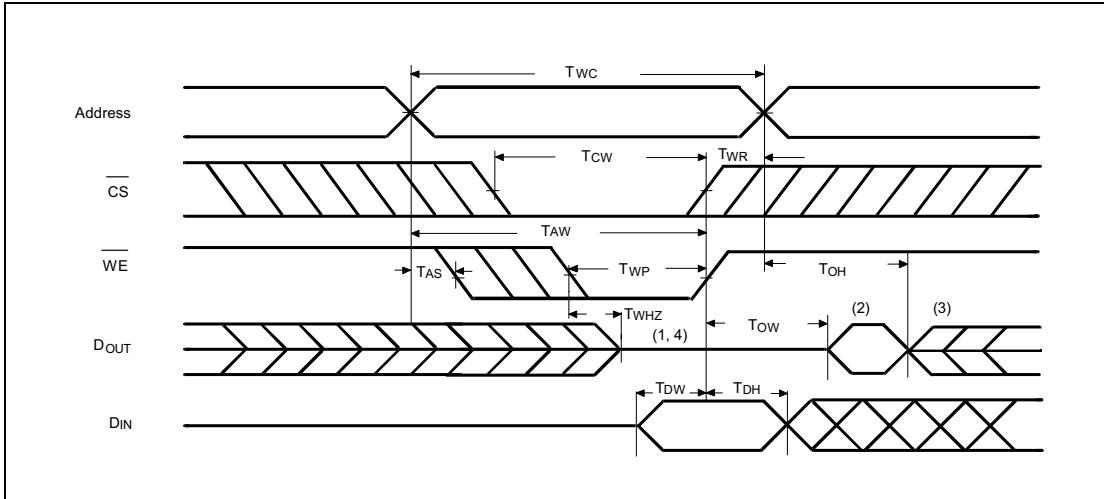 TWC
Address
TCW
TWR
CS
TAW
WE
TAS
TWP
TOH
TWHZ
(1, 4)
TOW
(2)
(3)
DOUT
TDW
TDH
DIN